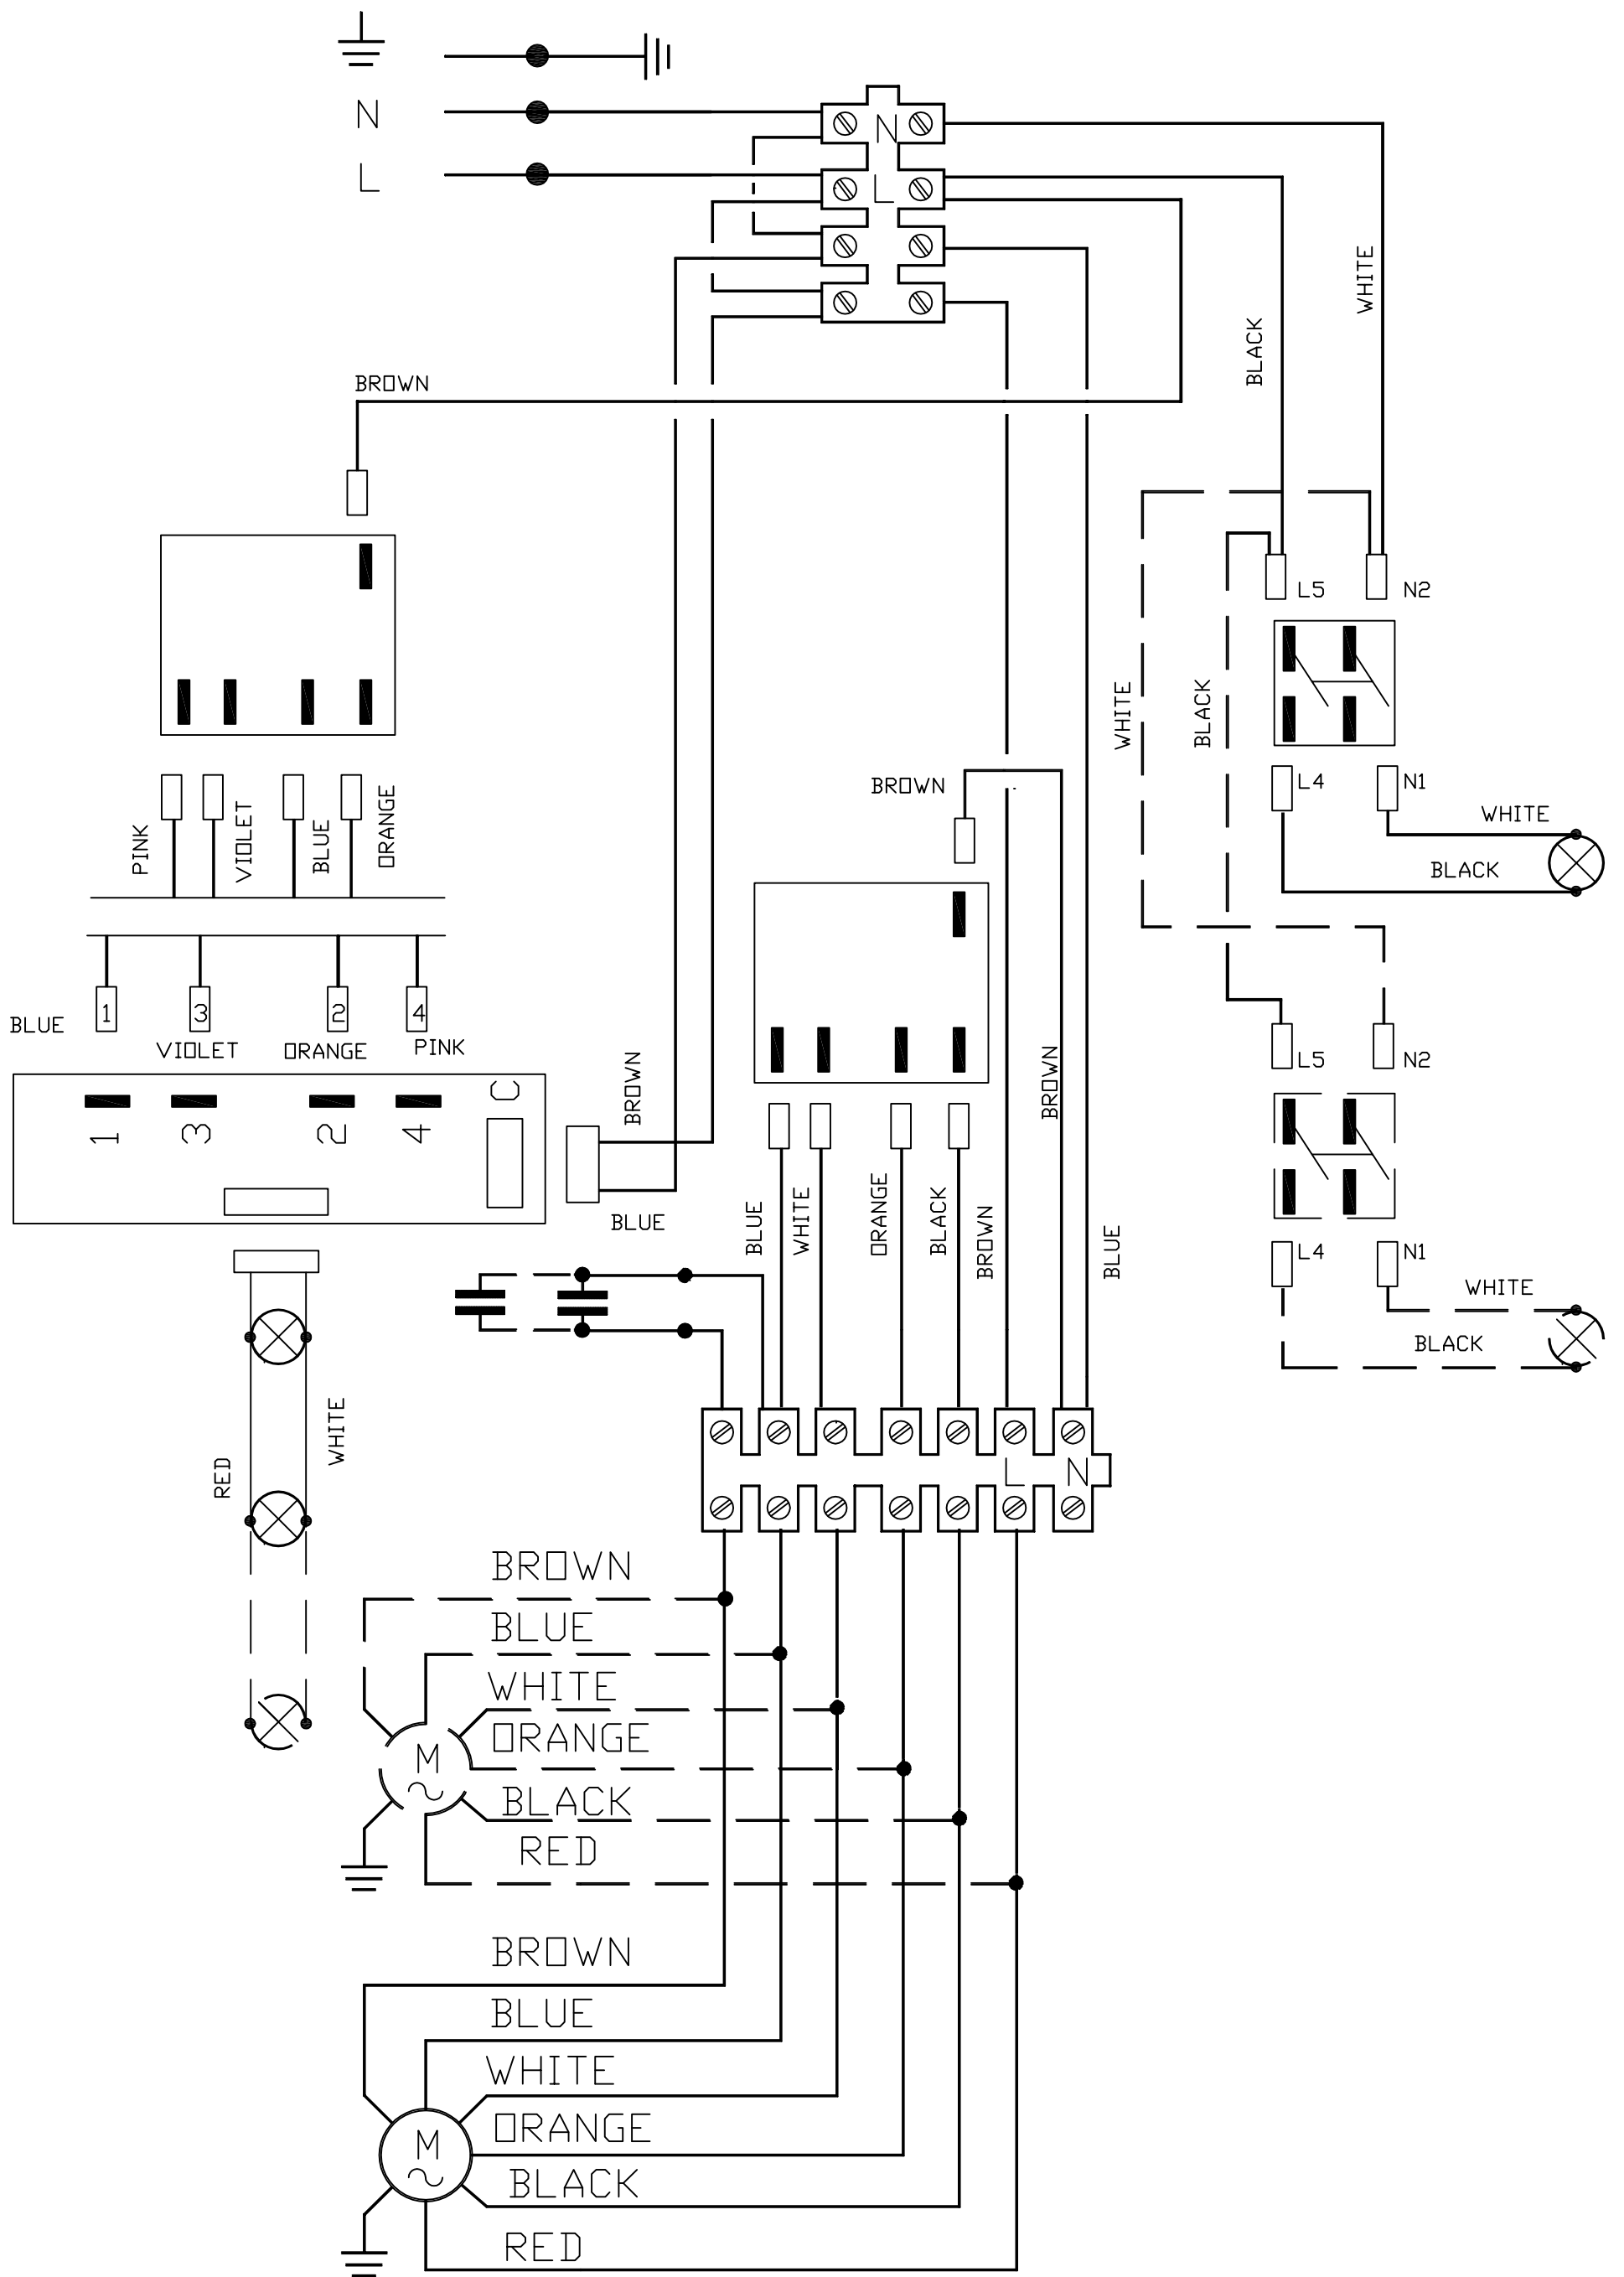 N
N
L
L
WHITE
BLACK
BROWN
L5
N2
WHITE
BLACK
L4
N1
BROWN
WHITE
PINK
VIOLET
BLUE
ORANGE
BLACK
1
3
2
4
BLUE
VIOLET
ORANGE
PINK
BROWN
BROWN
L5
N2
C
1
3
2
4
BLUE
BLUE
WHITE
ORANGE
BLACK
BROWN
BLUE
L4
N1
WHITE
BLACK
RED
WHITE
L
N
BROWN
BLUE
WHITE
ORANGE
M
BLACK
RED
BROWN
BLUE
WHITE
ORANGE
M
BLACK
RED